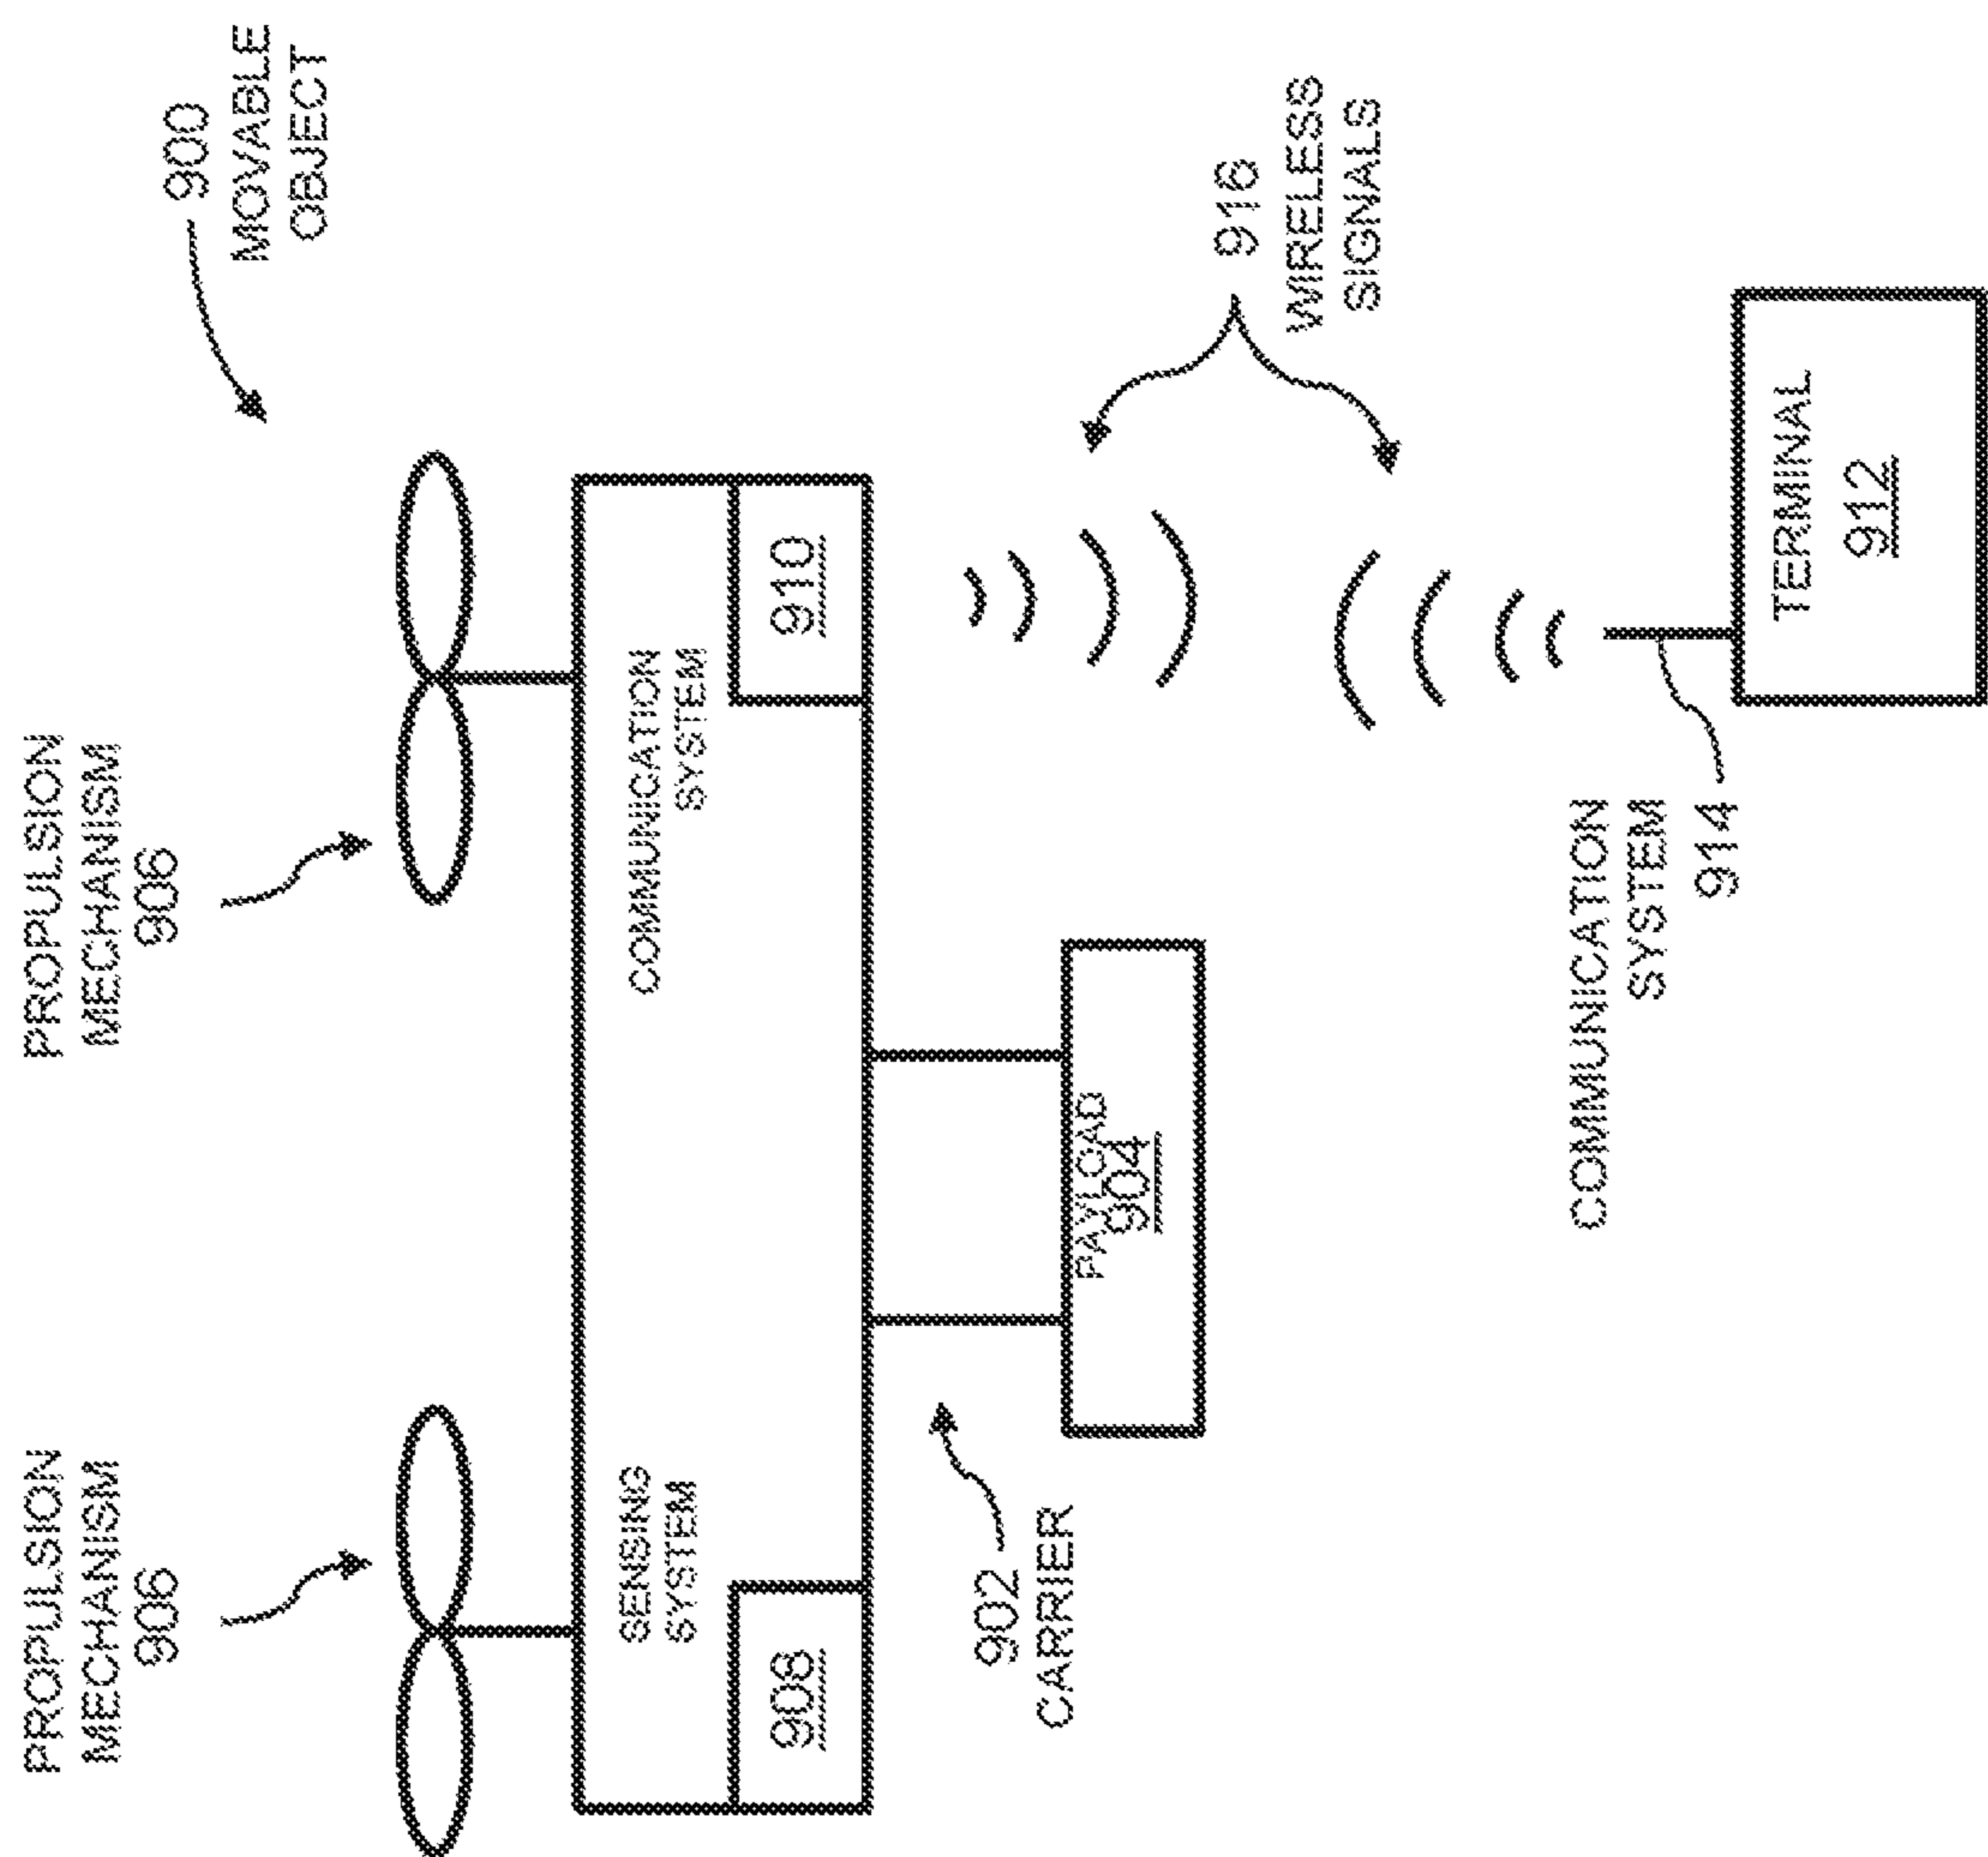 PROPULSION
MECHANISM
906
PROPULSION
MECHANISM
906
900
MOVABLE
OBJECT
SENSING
SYSTEM
908
COMMUNICATION
SYSTEM
910
902
CARRIER
PAYLOAD
904
916
WIRELESS
SIGNALS
COMMUNICATION
SYSTEM
914
TERMINAL
912